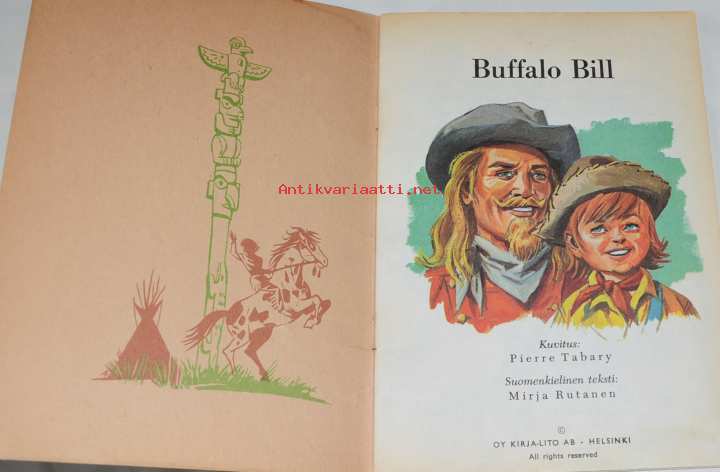 Buffalo Bill
Antikvariaatti.net
Kuvitus:
Pierre Tabary
Suomenkielinen teksti:
Mirja Rutanen
©
OY KIRJA-LITO AB - HELSINKI
All rights reserved